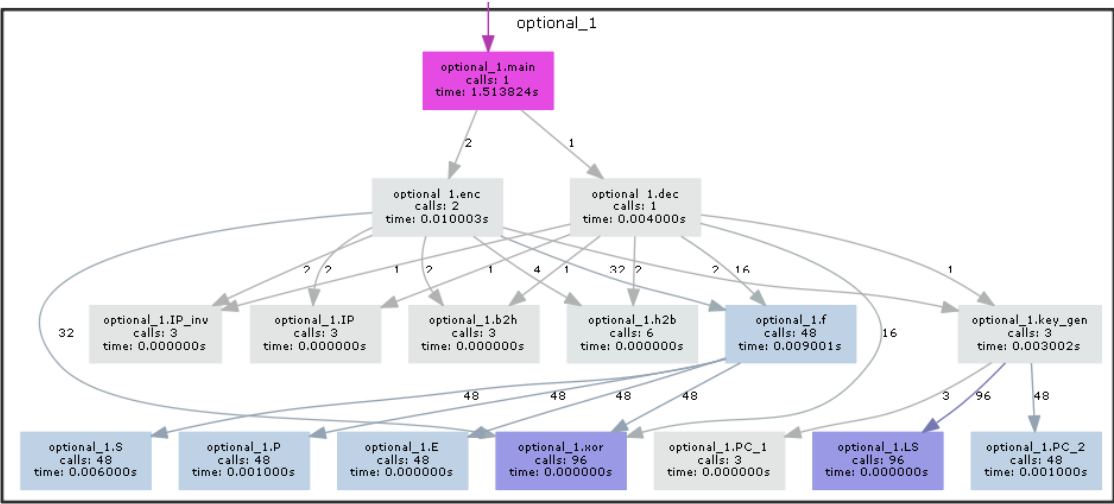 optional_1
optional_1.main
calls: 1
time: 1.513824s
2
1
optional_1.enc
calls: 2
time: 0.010003s
optional_1.dec
calls: 1
time: 0.004000s
2
2
1
2
1
4
1
32
2
2
16
1
optional_1.IP_inv
calls: 3
time: 0.000000s
optional_1.IP
calls: 3
time: 0.000000s
optional_1.b2h
calls: 3
time: 0.000000s
optional_1.h2b
calls: 6
time: 0.000000s
optional_1.f
calls: 48
time: 0.009001s
optional_1.key_gen
calls: 3
time: 0.003002s
32
16
48
48
48
48
3
96
48
optional_1.S
calls: 48
time: 0.006000s
optional_1.P
calls: 48
time: 0.001000s
optional_1.E
calls: 48
time: 0.000000s
optional_1.xor
calls: 96
time: 0.000000s
optional_1.PC_1
calls: 3
time: 0.000000s
optional_1.LS
calls: 96
time: 0.000000s
optional_1.PC_2
calls: 48
time: 0.001000s